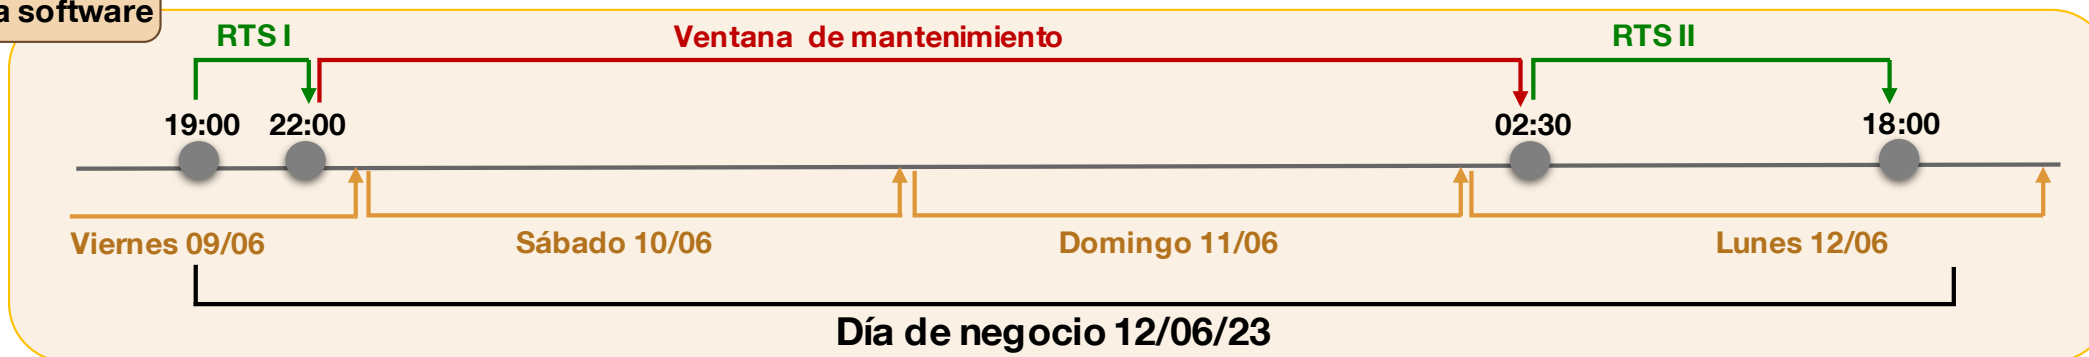 a software
RTS I
Ventana de mantenimiento
RTS II
19:00
22:00
02:30
18:00
Viernes 09/06
Sábado 10/06
Domingo 11/06
Lunes 12/06
Día de negocio 12/06/23